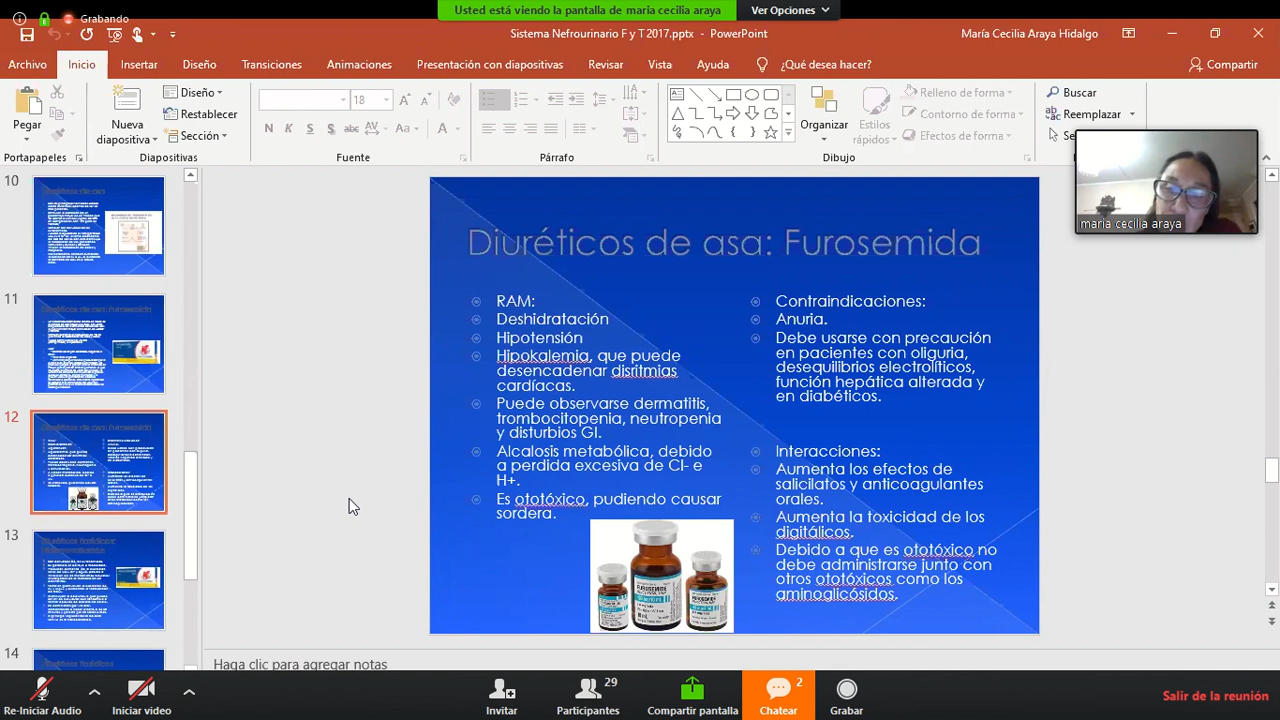 Grabando
Usted está viendo la pantalla de maria cecilia araya
Ver Opciones
Sistema Nefrourinario F y T 2017.pptx - PowerPoint
María Cecilia Araya Hidalgo
Archivo
Inicio
Insertar
Diseño
Transiciones
Animaciones
Presentación con diapositivas
Revisar
Vista
Ayuda
¿Qué desea hacer?
Compartir
Pegar
Nueva
diapositiva
Diseño
Restablecer
Sección
18
N K S abc AV Aa A
Organizar
Estilos
rápidos
Relleno de forma
Contorno de forma
Efectos de forma
Buscar
Reemplazar
Portapapeles
Diapositivas
Fuente
Párrafo
Dibujo
maria cecilia araya
10
11
12
13
14
Diuréticos de asa: Furosemida
RAM:
Deshidratación
Hipotensión
Hipokalemia, que puede
desencadenar disritmias
cardíacas.
Puede observarse dermatitis,
trombocitopenia, neutropenia
y disturbios GI.
Alcalosis metabólica, debido
a perdida excesiva de Cl- e
H+.
Es ototóxico, pudiendo causar
sordera.
Contraindicaciones:
Anuria.
Debe usarse con precaución
en pacientes con oliguria,
desequilibrios electrolíticos,
función hepática alterada y
en diabéticos.
Interacciones:
Aumenta los efectos de
salicilatos y anticoagulantes
orales.
Aumenta la toxicidad de los
digitálicos.
Debido a que es ototóxico no
debe administrarse junto con
otros ototóxicos como los
aminoglicósidos.
Haga clic para agregar notas
Re-Iniciar Audio
Iniciar video
Invitar
29
Participantes
Compartir pantalla
2
Chatear
Grabar
Salir de la reunión